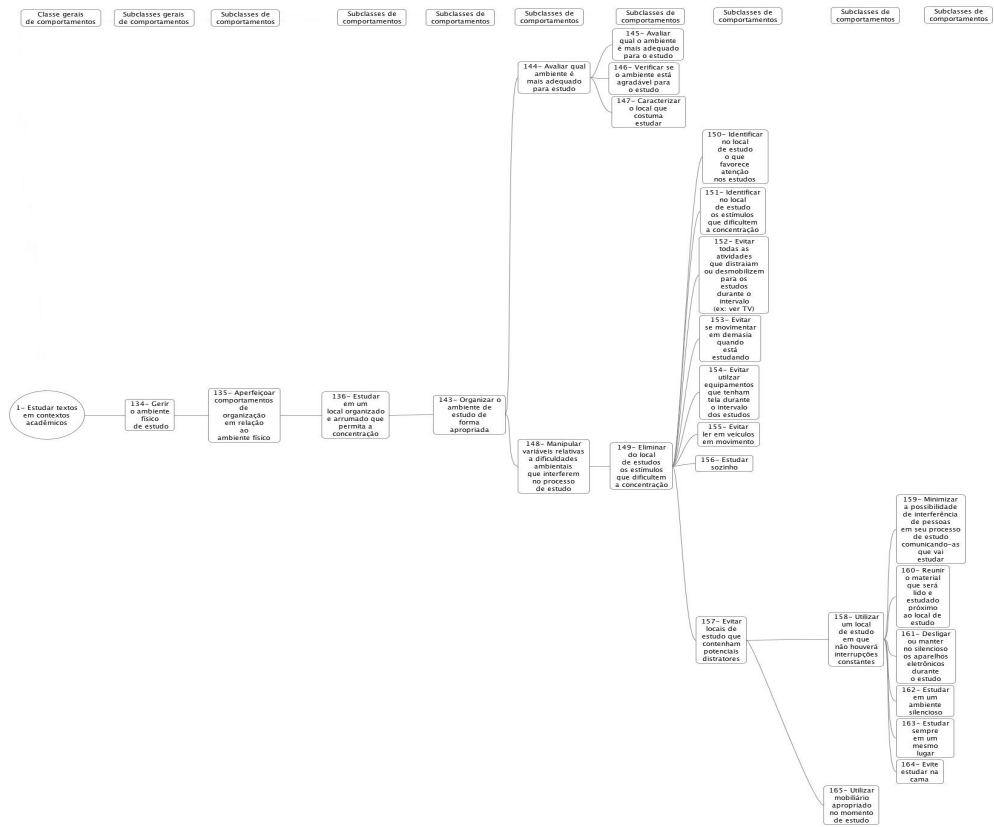 Classe gerais
de comportamentos
Subclasses gerais
de comportamentos
Subclasses de
comportamentos
Subclasses de
comportamentos
Subclasses de
comportamentos
Subclasses de
comportamentos
Subclasses de
comportamentos
Subclasses de
comportamentos
Subclasses de
comportamentos
Subclasses de
comportamentos
1- Estudar textos
em contextos
acadêmicos
134- Gerir
o ambiente
físico
de estudo
135- Aperfeiçoar
comportamentos
de
organização
em relação
ao
ambiente físico
136- Estudar
em um
local organizado
e arrumado que
permita a
concentração
143- Organizar o
ambiente de
estudo de
forma
apropriada
144- Avaliar qual
ambiente é
mais adequado
para estudo
145- Avaliar
qual o ambiente
é mais adequado
para o estudo
146- Verificar se
o ambiente está
agradável para
o estudo
147- Caracterizar
o local que
costuma
estudar
148- Manipular
variáveis relativas
a dificuldades
ambientais
que interferem
no processo
de estudo
149- Eliminar
do local
de estudos
os estímulos
que dificultem
a concentração
150- Identificar
no local
de estudo
o que
favorece
atenção
nos estudos
151- Identificar
no local
de estudo
os estímulos
que dificultem
a concentração
152- Evitar
todas as
atividades
que distraiam
ou desmobilizem
para os
estudos
durante o
intervalo
(ex: ver TV)
153- Evitar
se movimentar
em demasia
quando
está
estudando
154- Evitar
utilzar
equipamentos
que tenham
tela durante
o intervalo
dos estudos
155- Evitar
ler em veículos
em movimento
156- Estudar
sozinho
157- Evitar
locais de
estudo que
contenham
potenciais
distratores
158- Utilizar
um local
de estudo
em que
não houverá
interrupções
constantes
159- Minimizar
a possibilidade
de interferência
de pessoas
em seu processo
de estudo
comunicando-as
que vai
estudar
160- Reunir
o material
que será
lido e
estudado
próximo
ao local de
estudo
161- Desligar
ou manter
no silencioso
os aparelhos
eletrônicos
durante
o estudo
162- Estudar
em um
ambiente
silencioso
163- Estudar
sempre
em um
mesmo
lugar
164- Evite
estudar na
cama
165- Utilizar
mobiliário
apropriado
no momento
de estudo